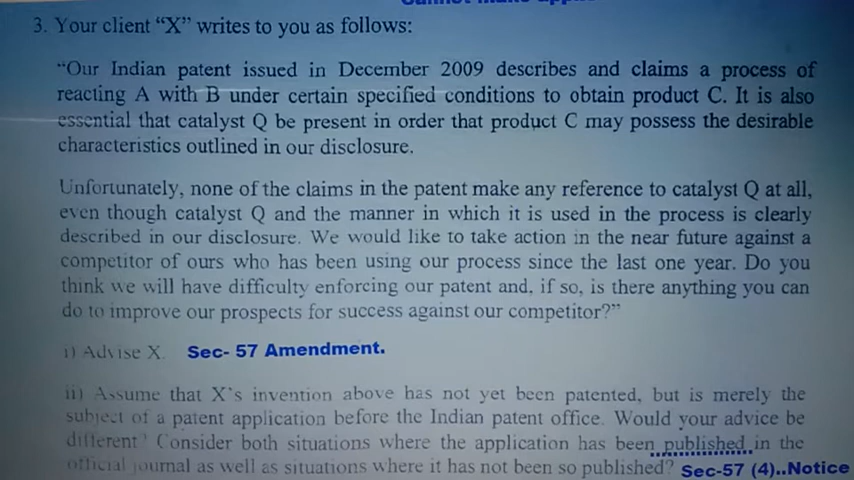 3. Your client “X” writes to you as follows:
“Our Indian patent issued in December 2009 describes and claims a process of
reacting A with B under certain specified conditions to obtain product C. It is also
essential that catalyst Q be present in order that product C may possess the desirable
characteristics outlined in our disclosure.
Unfortunately, none of the claims in the patent make any reference to catalyst Q at all,
even though catalyst Q and the manner in which it is used in the process is clearly
described in our disclosure. We would like to take action in the near future against a
competitor of ours who has been using our process since the last one year. Do you
think we will have difficulty enforcing our patent and, if so, is there anything you can
do to improve our prospects for success against our competitor?”
i) Advise X. Sec- 57 Amendment.
ii) Assume that X’s invention above has not yet been patented, but is merely the
subject of a patent application before the Indian patent office. Would your advice be
different? Consider both situations where the application has been published in the
official journal as well as situations where it has not been so published? Sec-57 (4)..Notice